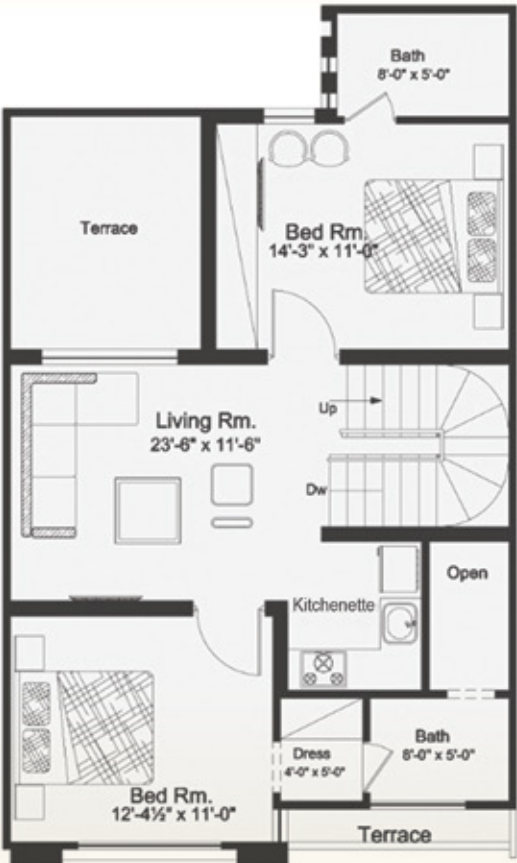 Bath
8'-0" x 5'-0"
Terrace
Bed Rm.
14'-3" x 11'-0"
Living Rm.
23'-6" x 11'-6"
Up
Dw
Kitchenette
Open
Bath
8'-0" x 5'-0"
Dress
4'-0" x 5'-0"
Bed Rm.
12'-4½" x 11'-0"
Terrace